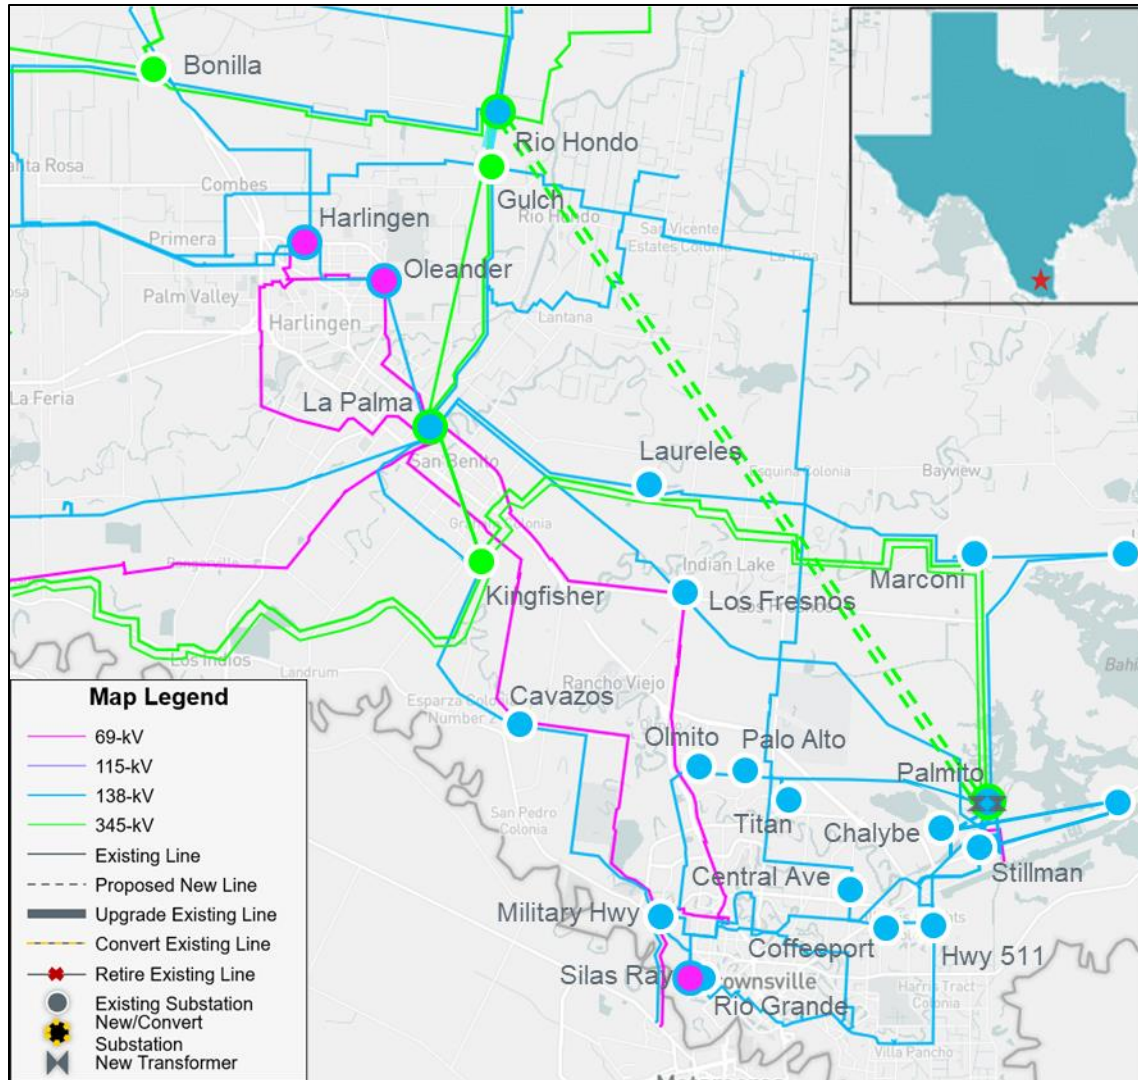 Bonilla
Rio Hondo
anta Rosa
Combes
Gulch
Rio Hondo
Harlingen
San Vicente
Estates Colonia
Primera
La Tina
Oleander
Palm Valley
Harlingen
Lantana
La Feria
La Palma
San Benito
Laureles
Esquina Colonia
Bayview
Indian Lake
Marconi
Kingfisher
Los Fresnos
Los Fresnos
Los Indios
Landrum
Rancho Viejo
Esparza Colonia
Number
Cavazos
Olmito
Palo Alto
Palmito
San Pedro
Colonia
Titan
Chalybe
Stillman
Central Ave
Military Hwy
Coffeeport
Hwy 511
Silas Ray
ownsville
Rio Grande
Harris Tract
Colonia
Villa Pancho
Map Legend
69-kV
115-kV
138-kV
345-kV
Existing Line
Proposed New Line
Upgrade Existing Line
Convert Existing Line
Retire Existing Line
Existing Substation
New/Convert
Substation
New Transformer